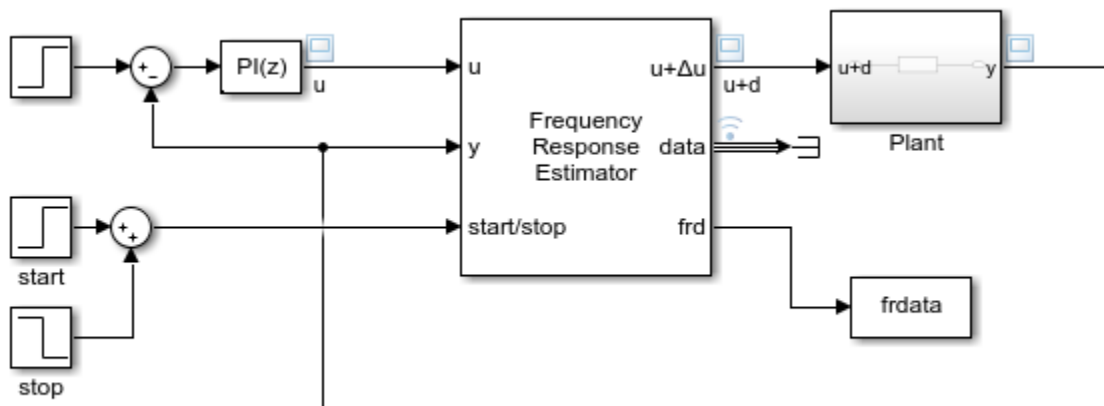 PI(z)
u
u
y
start/stop
Frequency
Response
Estimator
u+Δu
data
frd
u+d
u+d
y
Plant
start
stop
frdata